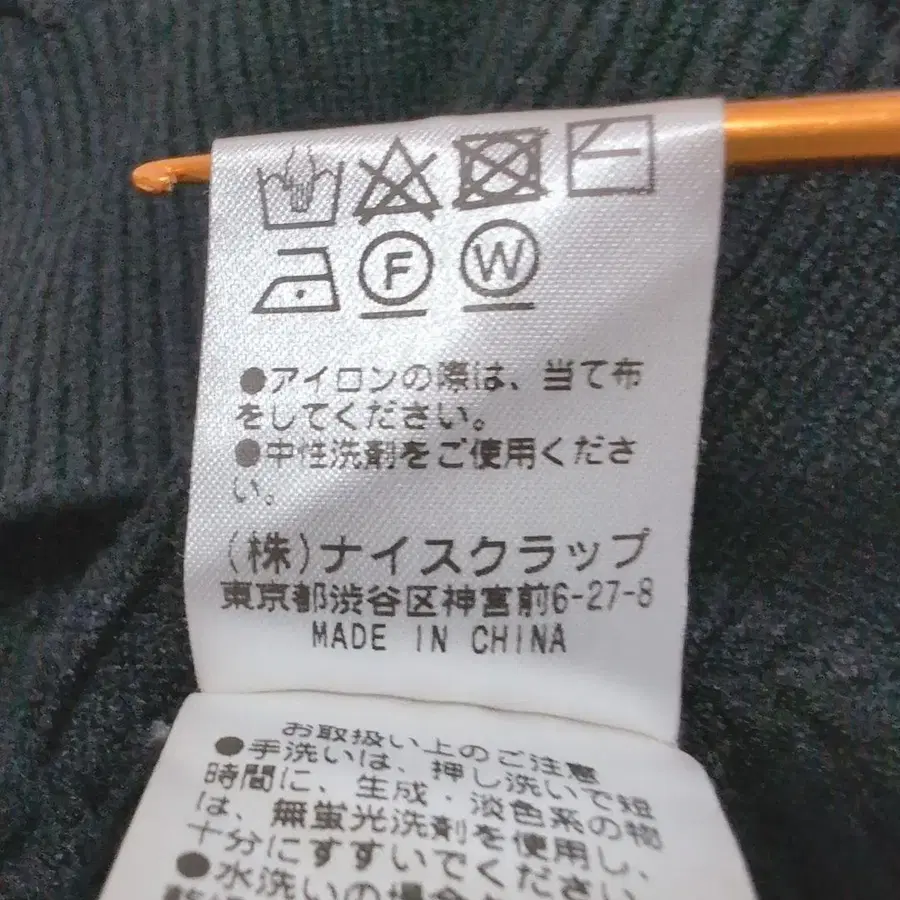 F W
●アイロンの際は、当て布
をしてください。
●中性洗剤をご使用くださ
い。
(株)ナイスクラップ
東京都渋谷区神宮前6-27-8
MADE IN CHINA
お取扱い上のご注意
●手洗いは、押し洗いで短
時間に、生成・淡色系の物
は、無蛍光洗剤を使用し、
十分にすすいでください
●水洗いの場合